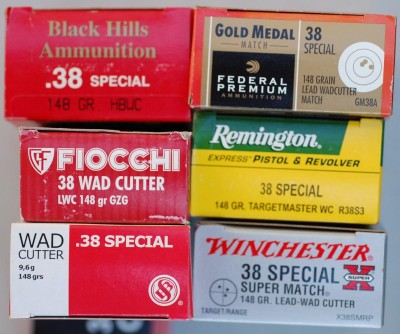 Black Hills
Ammunition
.38 SPECIAL
148 GR HBWC
GOLD MEDAL
MATCH
FEDERAL
PREMIUM
AMMUNITION
38
SPECIAL
148 GRAIN
LEAD WADCUTTER
MATCH
GM38A
FIOCCHI
38 WAD CUTTER
LWC 148 gr GZG
Remington
EXPRESS PISTOL & REVOLVER
38 SPECIAL
148 GR. TARGETMASTER WC R38S3
WAD
CUTTER
9,6g
148 grs
.38 SPECIAL
WINCHESTER
38 SPECIAL
SUPER MATCH
148 GR. LEAD-WAD CUTTER
SUPER
X
TARGET/RANGE
X38SMRP